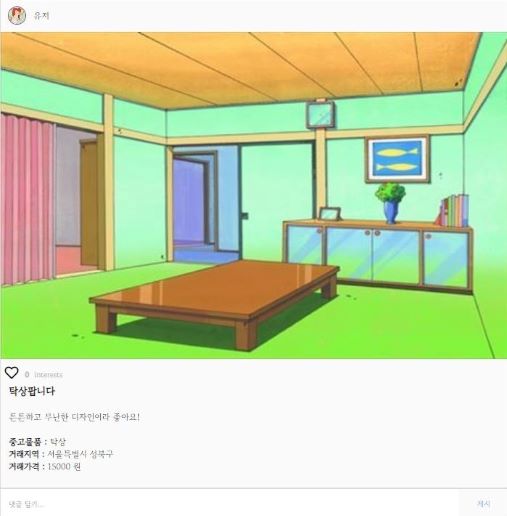 유저
0 interests
탁상팝니다
튼튼하고 무난한 디자인이라 좋아요!
중고물품 : 탁상
거래지역 : 서울특별시 성북구
거래가격 : 15000 원
댓글 달기...
게시